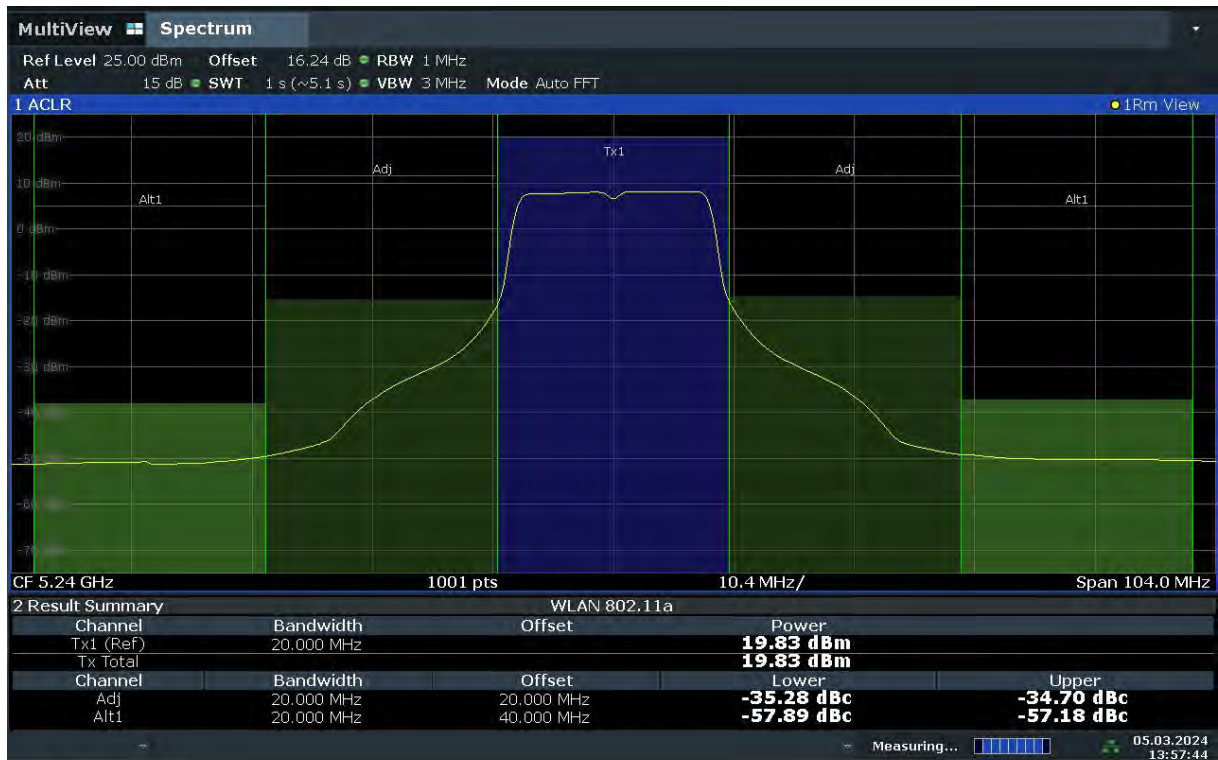 MultiView Spectrum
Ref Level 25.00 dBm Offset 16.24 dB RBW 1 MHz
Att 15 dB SWT 1 s (~5.1 s) VBW 3 MHz Mode Auto FFT
1 ACLR 1Rm View
20 dBm
Tx1
Adj Adj
10 dBm
Alt1 Alt1
0 dBm
-10 dBm
-20 dBm
-30 dBm
CF 5.24 GHz 1001 pts 10.4 MHz/ Span 104.0 MHz
2 Result Summary WLAN 802.11a
Channel Bandwidth Offset Power
Tx1 (Ref) 20.000 MHz 19.83 dBm
Tx Total 19.83 dBm
Channel Bandwidth Offset Lower Upper
Adj 20.000 MHz 20.000 MHz -35.28 dBc -34.70 dBc
Alt1 20.000 MHz 40.000 MHz -57.89 dBc -57.18 dBc
Measuring... 05.03.2024
13:57:44